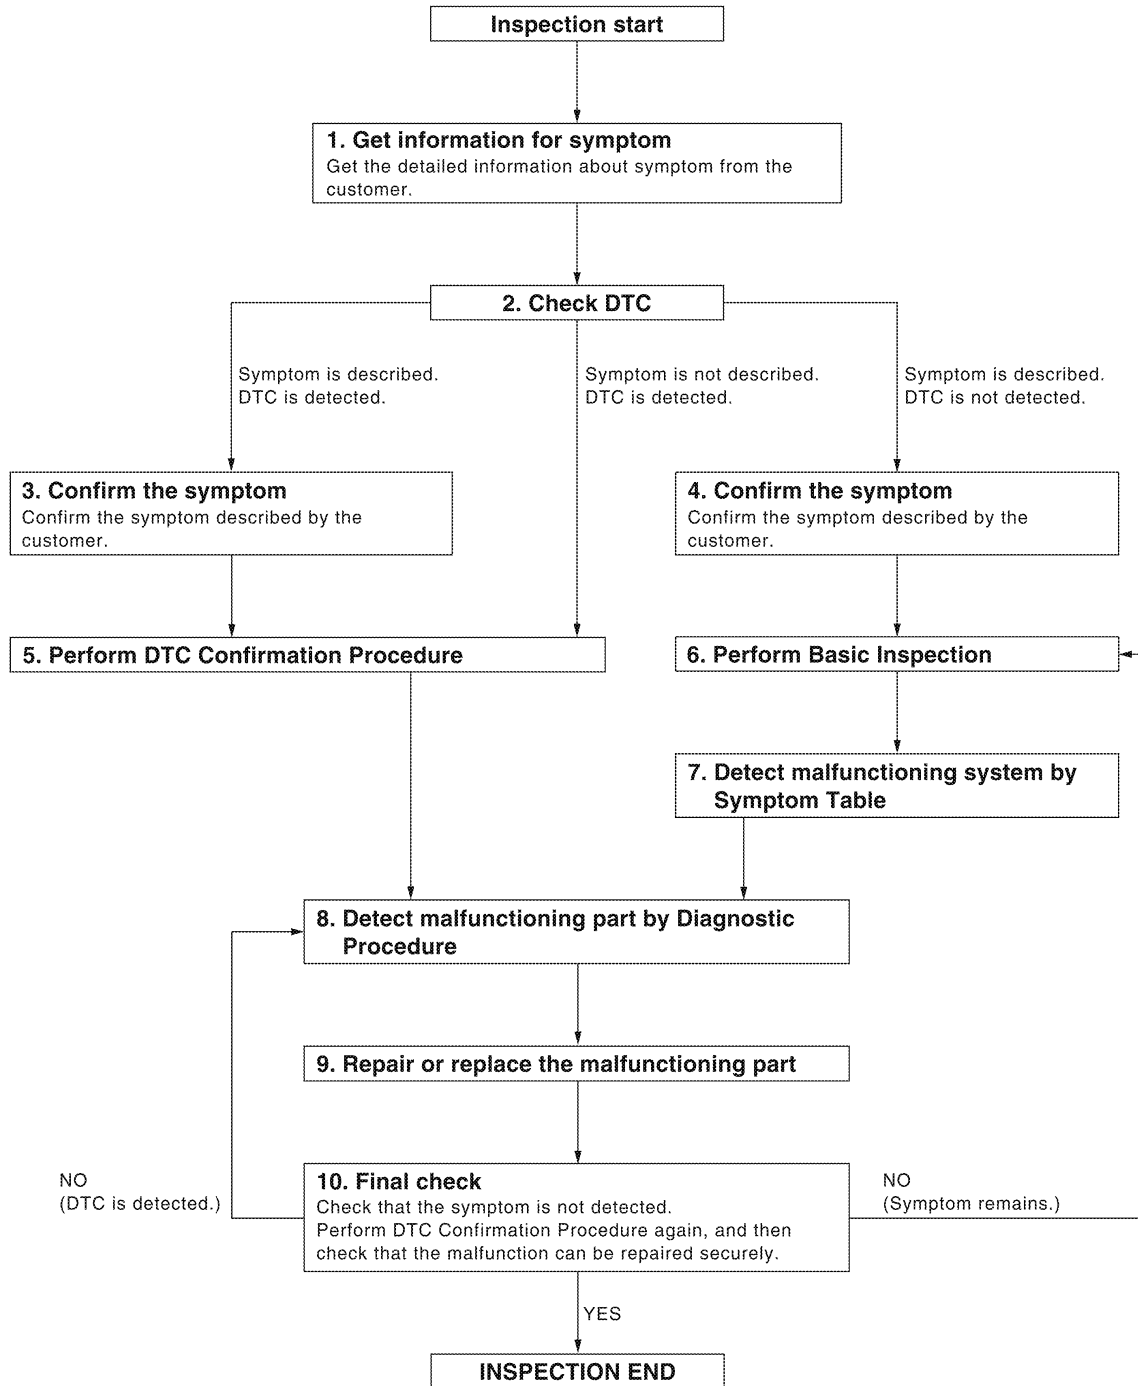 Inspection start
1. Get information for symptom
Get the detailed information about symptom from the
customer.
2. Check DTC
Symptom is described.
DTC is detected.
Symptom is not described.
DTC is detected.
Symptom is described.
DTC is not detected.
3. Confirm the symptom
Confirm the symptom described by the
customer.
4. Confirm the symptom
Confirm the symptom described by the
customer.
5. Perform DTC Confirmation Procedure
6. Perform Basic Inspection
7. Detect malfunctioning system by
Symptom Table
8. Detect malfunctioning part by Diagnostic
Procedure
9. Repair or replace the malfunctioning part
NO
(DTC is detected.)
10. Final check
Check that the symptom is not detected.
Perform DTC Confirmation Procedure again, and then
check that the malfunction can be repaired securely.
NO
(Symptom remains.)
YES
INSPECTION END